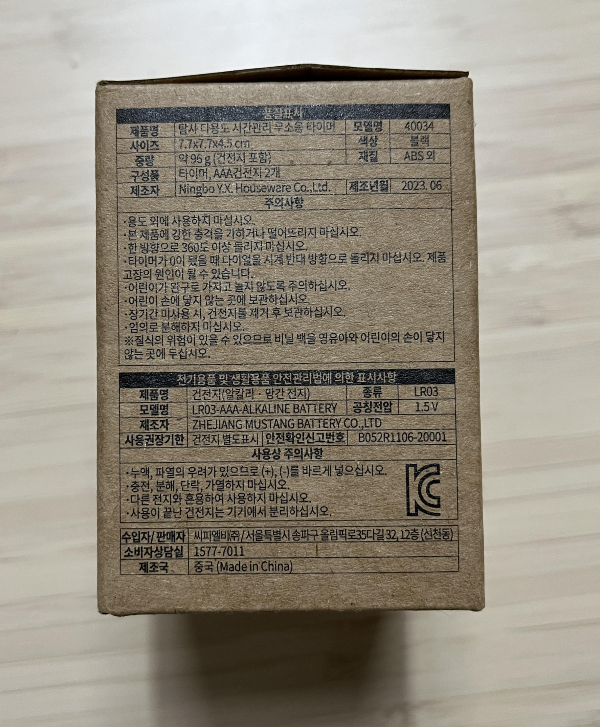 품질표시
제품명 탐사 다용도 시간관리 무소음 타이머 모델명 40034
사이즈 7.7x7.7x4.5 cm 색상 블랙
중량 약 96 g (건전지 포함) 재질 ABS 외
구성품 타이머, AAA건전지 2개
제조자 Ningbo Y.X. Houseware Co.,Ltd. 제조년월 2023. 06
주의사항
·용도 외에 사용하지 마십시오.
·본 제품에 강한 충격을 가하거나 떨어뜨리지 마십시오.
·한 방향으로 360도 이상 돌리지 마십시오.
·타이머가 0이 됐을 때 다이얼을 시계 반대 방향으로 돌리지 마십시오. 제품
고장의 원인이 될 수 있습니다.
·어린이가 완구로 가지고 놀지 않도록 주의하십시오.
·어린이 손에 닿지 않는 곳에 보관하십시오.
·장기간 미사용 시, 건전지를 제거 후 보관하십시오.
·임의로 분해하지 마십시오.
※질식의 위험이 있을 수 있으므로 비닐 백을 영유아와 어린이의 손이 닿지
않는 곳에 두십시오.
전기용품 및 생활용품 안전관리법에 의한 표시사항
제품명 건전지(알칼리 · 망간 전지) 종류 LR03
모델명 LR03-AAA-ALKALINE BATTERY 공칭전압 1.5 V
제조자 ZHEJIANG MUSTANG BATTERY CO.,LTD
사용권장기한 건전지 별도표시 안전확인신고번호 B052R1106-20001
사용상 주의사항
·누액, 파열의 우려가 있으므로 (+), (-)를 바르게 넣으십시오.
·충전, 분해, 단락, 가열하지 마십시오.
·다른 전지와 혼용하여 사용하지 마십시오.
·사용이 끝난 건전지는 기기에서 분리하십시오.
수입자/판매자 씨피엘비(주)/서울특별시 송파구 올림픽로35다길 32, 12층 (신천동)
소비자상담실 1577-7011
제조국 중국 (Made in China)